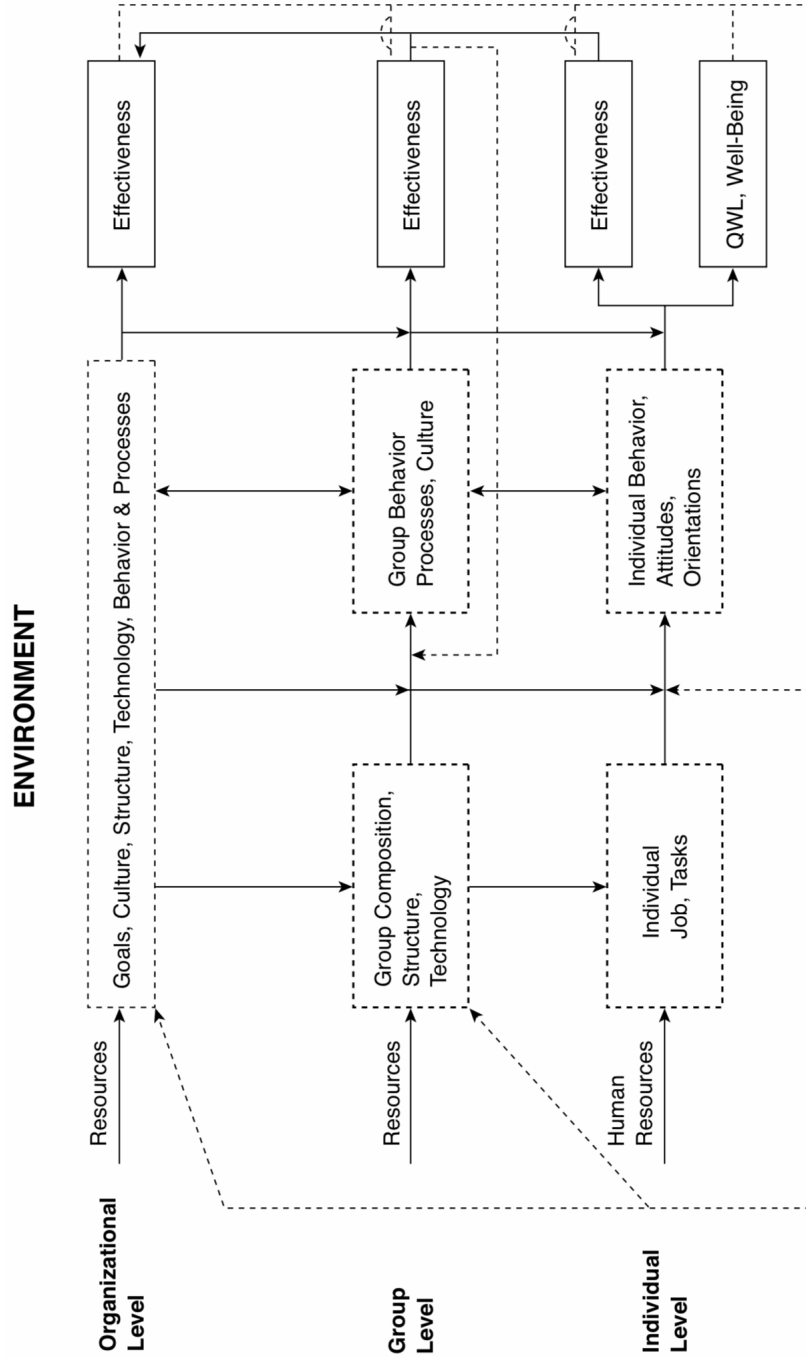 ENVIRONMENT
Organizational
Level
Resources
Goals, Culture, Structure, Technology, Behavior & Processes
Effectiveness
Group
Level
Resources
Group Composition,
Structure,
Technology
Group Behavior
Processes, Culture
Effectiveness
Individual
Level
Human
Resources
Individual
Job, Tasks
Individual Behavior,
Attitudes,
Orientations
Effectiveness
QWL, Well-Being